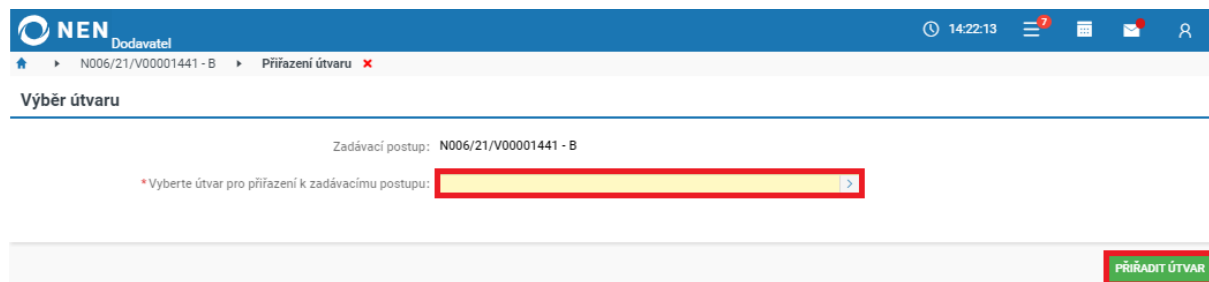 NEN Dodavatel 14:22:13 7
N006/21/V00001441 - B Přiřazení útvaru
Výběr útvaru
Zadávací postup: N006/21/V00001441 - B
*Vyberte útvar pro přiřazení k zadávacímu postupu:
PŘIŘADIT ÚTVAR